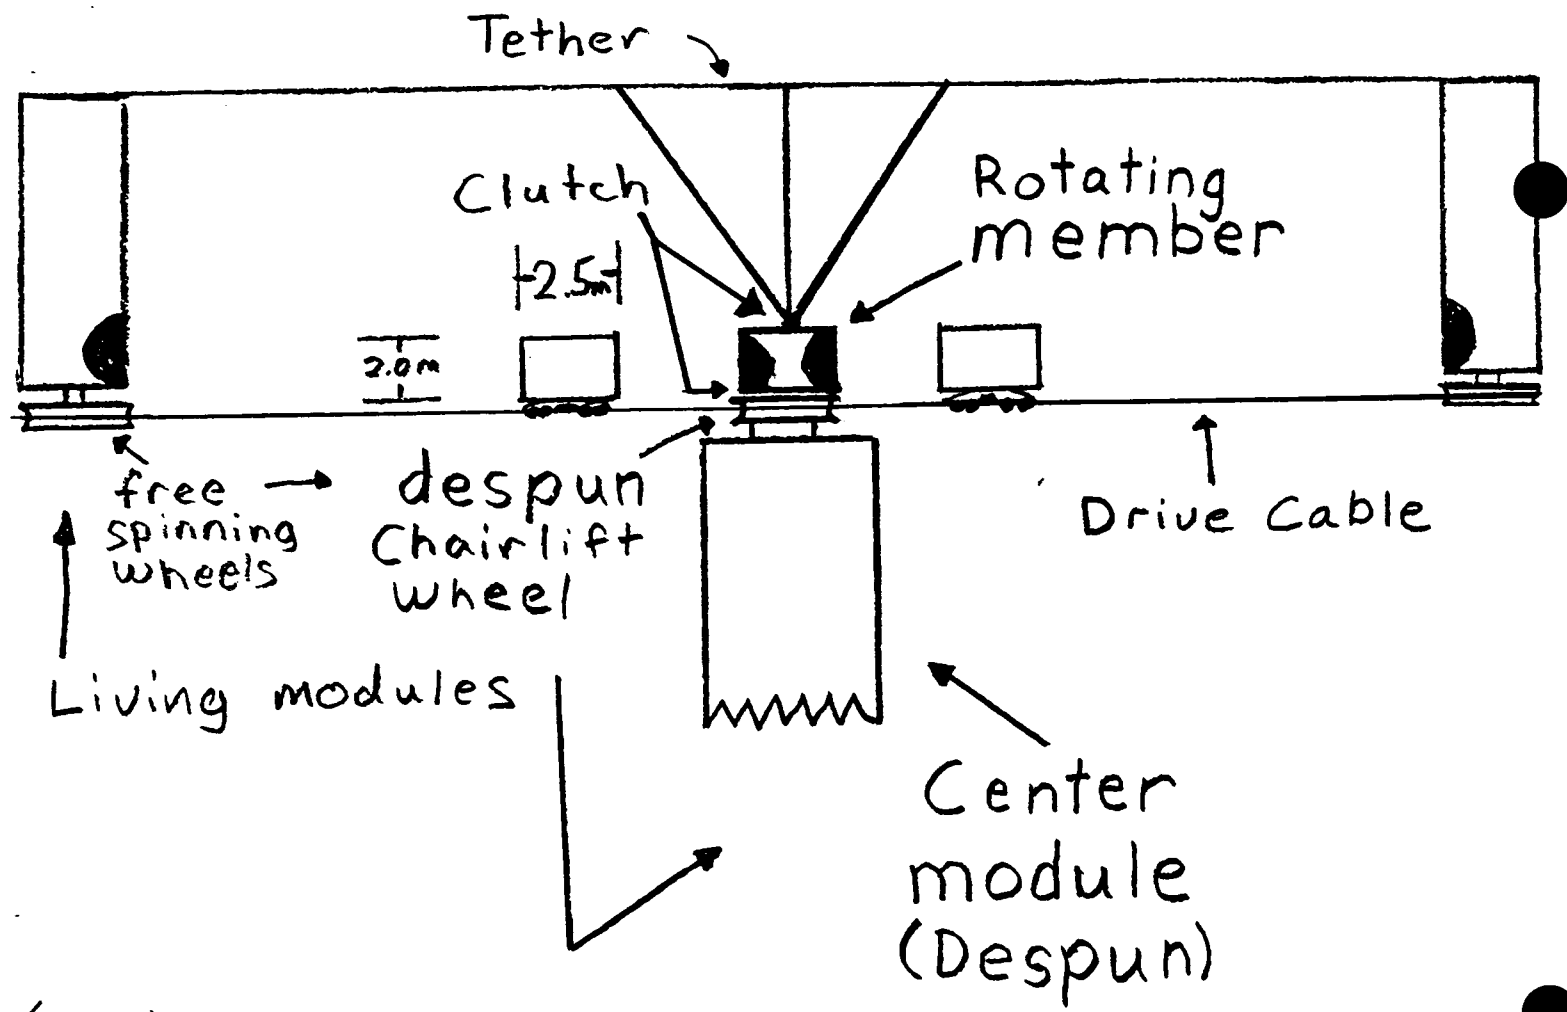 Tether
Clutch
Rotating
member
2.5m
2.0m
free
spinning
wheels
despun
Chairlift
wheel
Drive Cable
Living modules
Center
module
(Despun)